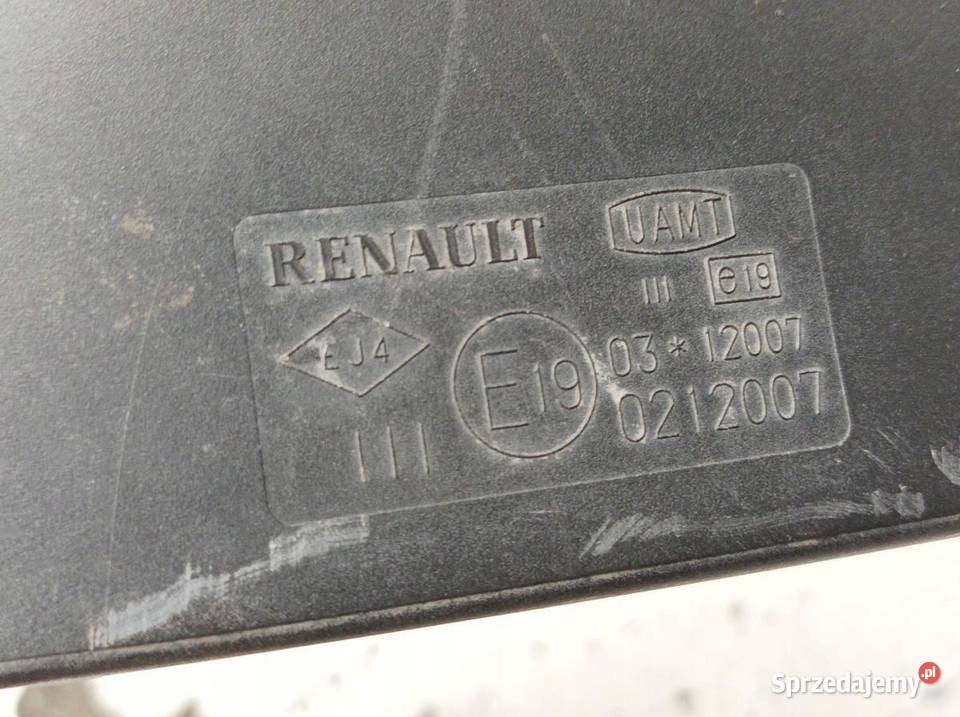 RENAULT UAMT
III e19
EJ4 E19 03*12007
III 0212007
Sprzedajemy.pl